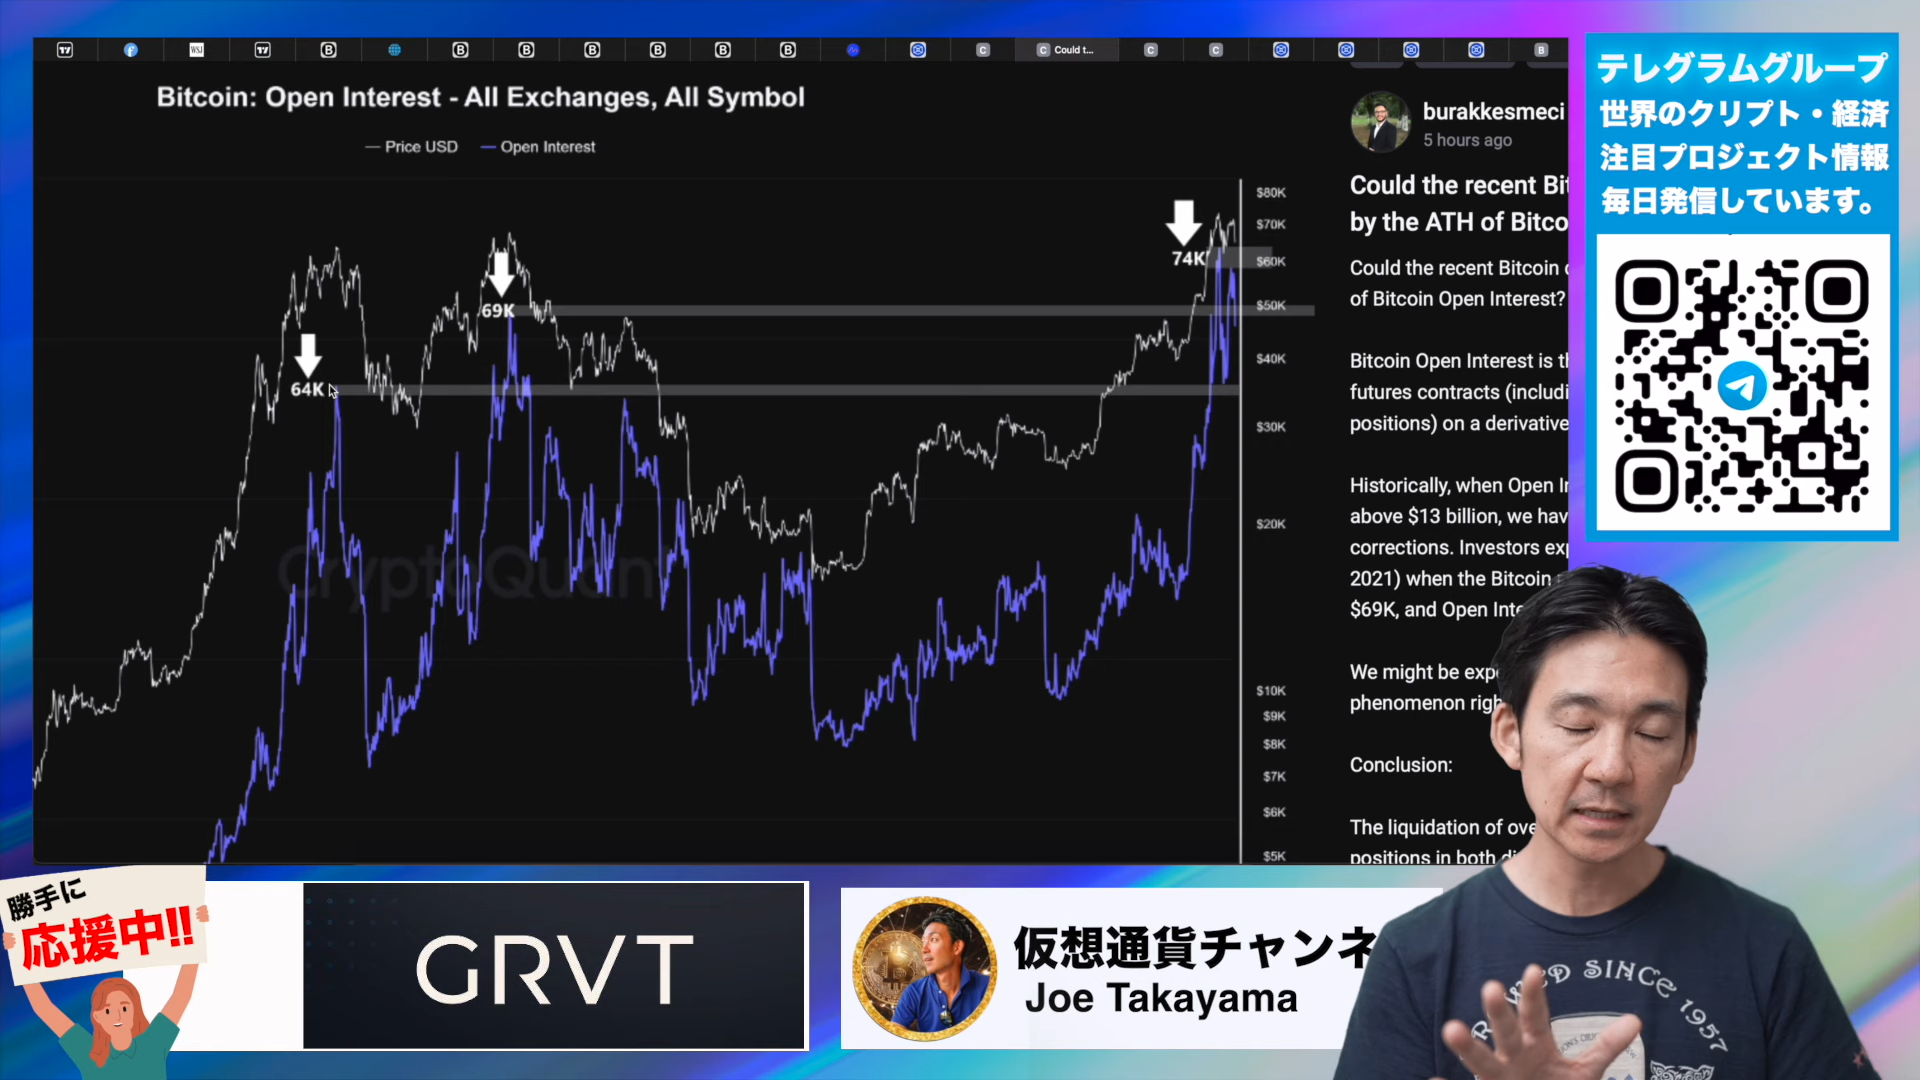 Could t...
Bitcoin: Open Interest - All Exchanges, All Symbol
Price USD
Open Interest
64K
69K
74K
$80K
$70K
$60K
$50K
$40K
$30K
$20K
$10K
$9K
$8K
$7K
$6K
$5K
CryptoQuant
burakkesmeci
5 hours ago
Could the recent Bit
by the ATH of Bitco
Could the recent Bitcoin
of Bitcoin Open Interest?
Bitcoin Open Interest is th
futures contracts (includi
positions) on a derivative
Historically, when Open In
above $13 billion, we hav
corrections. Investors exp
2021) when the Bitcoin
$69K, and Open Inte
We might be expe
phenomenon righ
Conclusion:
The liquidation of ove
positions in both di
テレグラムグループ
世界のクリプト・経済
注目プロジェクト情報
毎日発信しています。
勝手に
応援中!!
GRVT
仮想通貨チャンネ
Joe Takayama
SINCE 1957